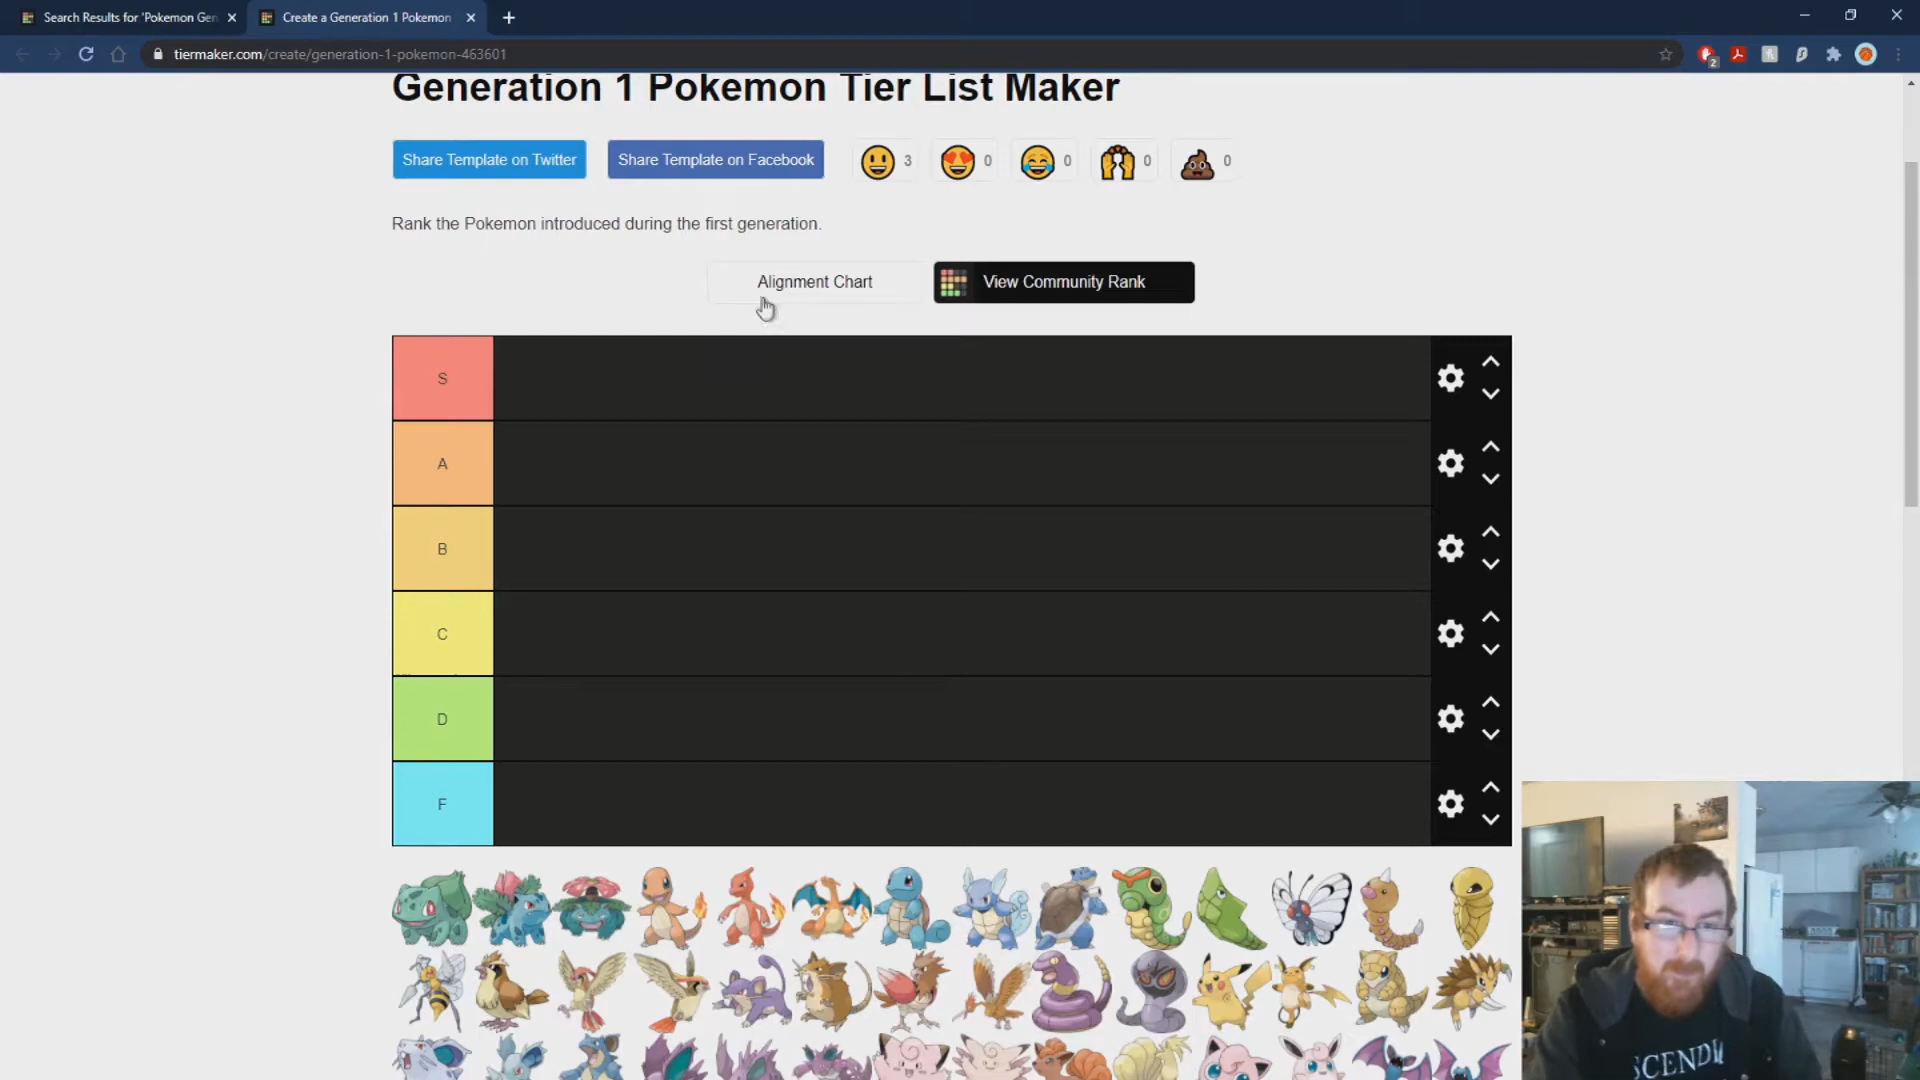 Search Results for 'Pokemon Gen
Create a Generation 1 Pokemon
tiermaker.com/create/generation-1-pokemon-463601
2
Generation 1 Pokemon Tier List Maker
Share Template on Twitter
Share Template on Facebook
3
0
0
0
0
Rank the Pokemon introduced during the first generation.
Alignment Chart
View Community Rank
S
A
B
C
D
F